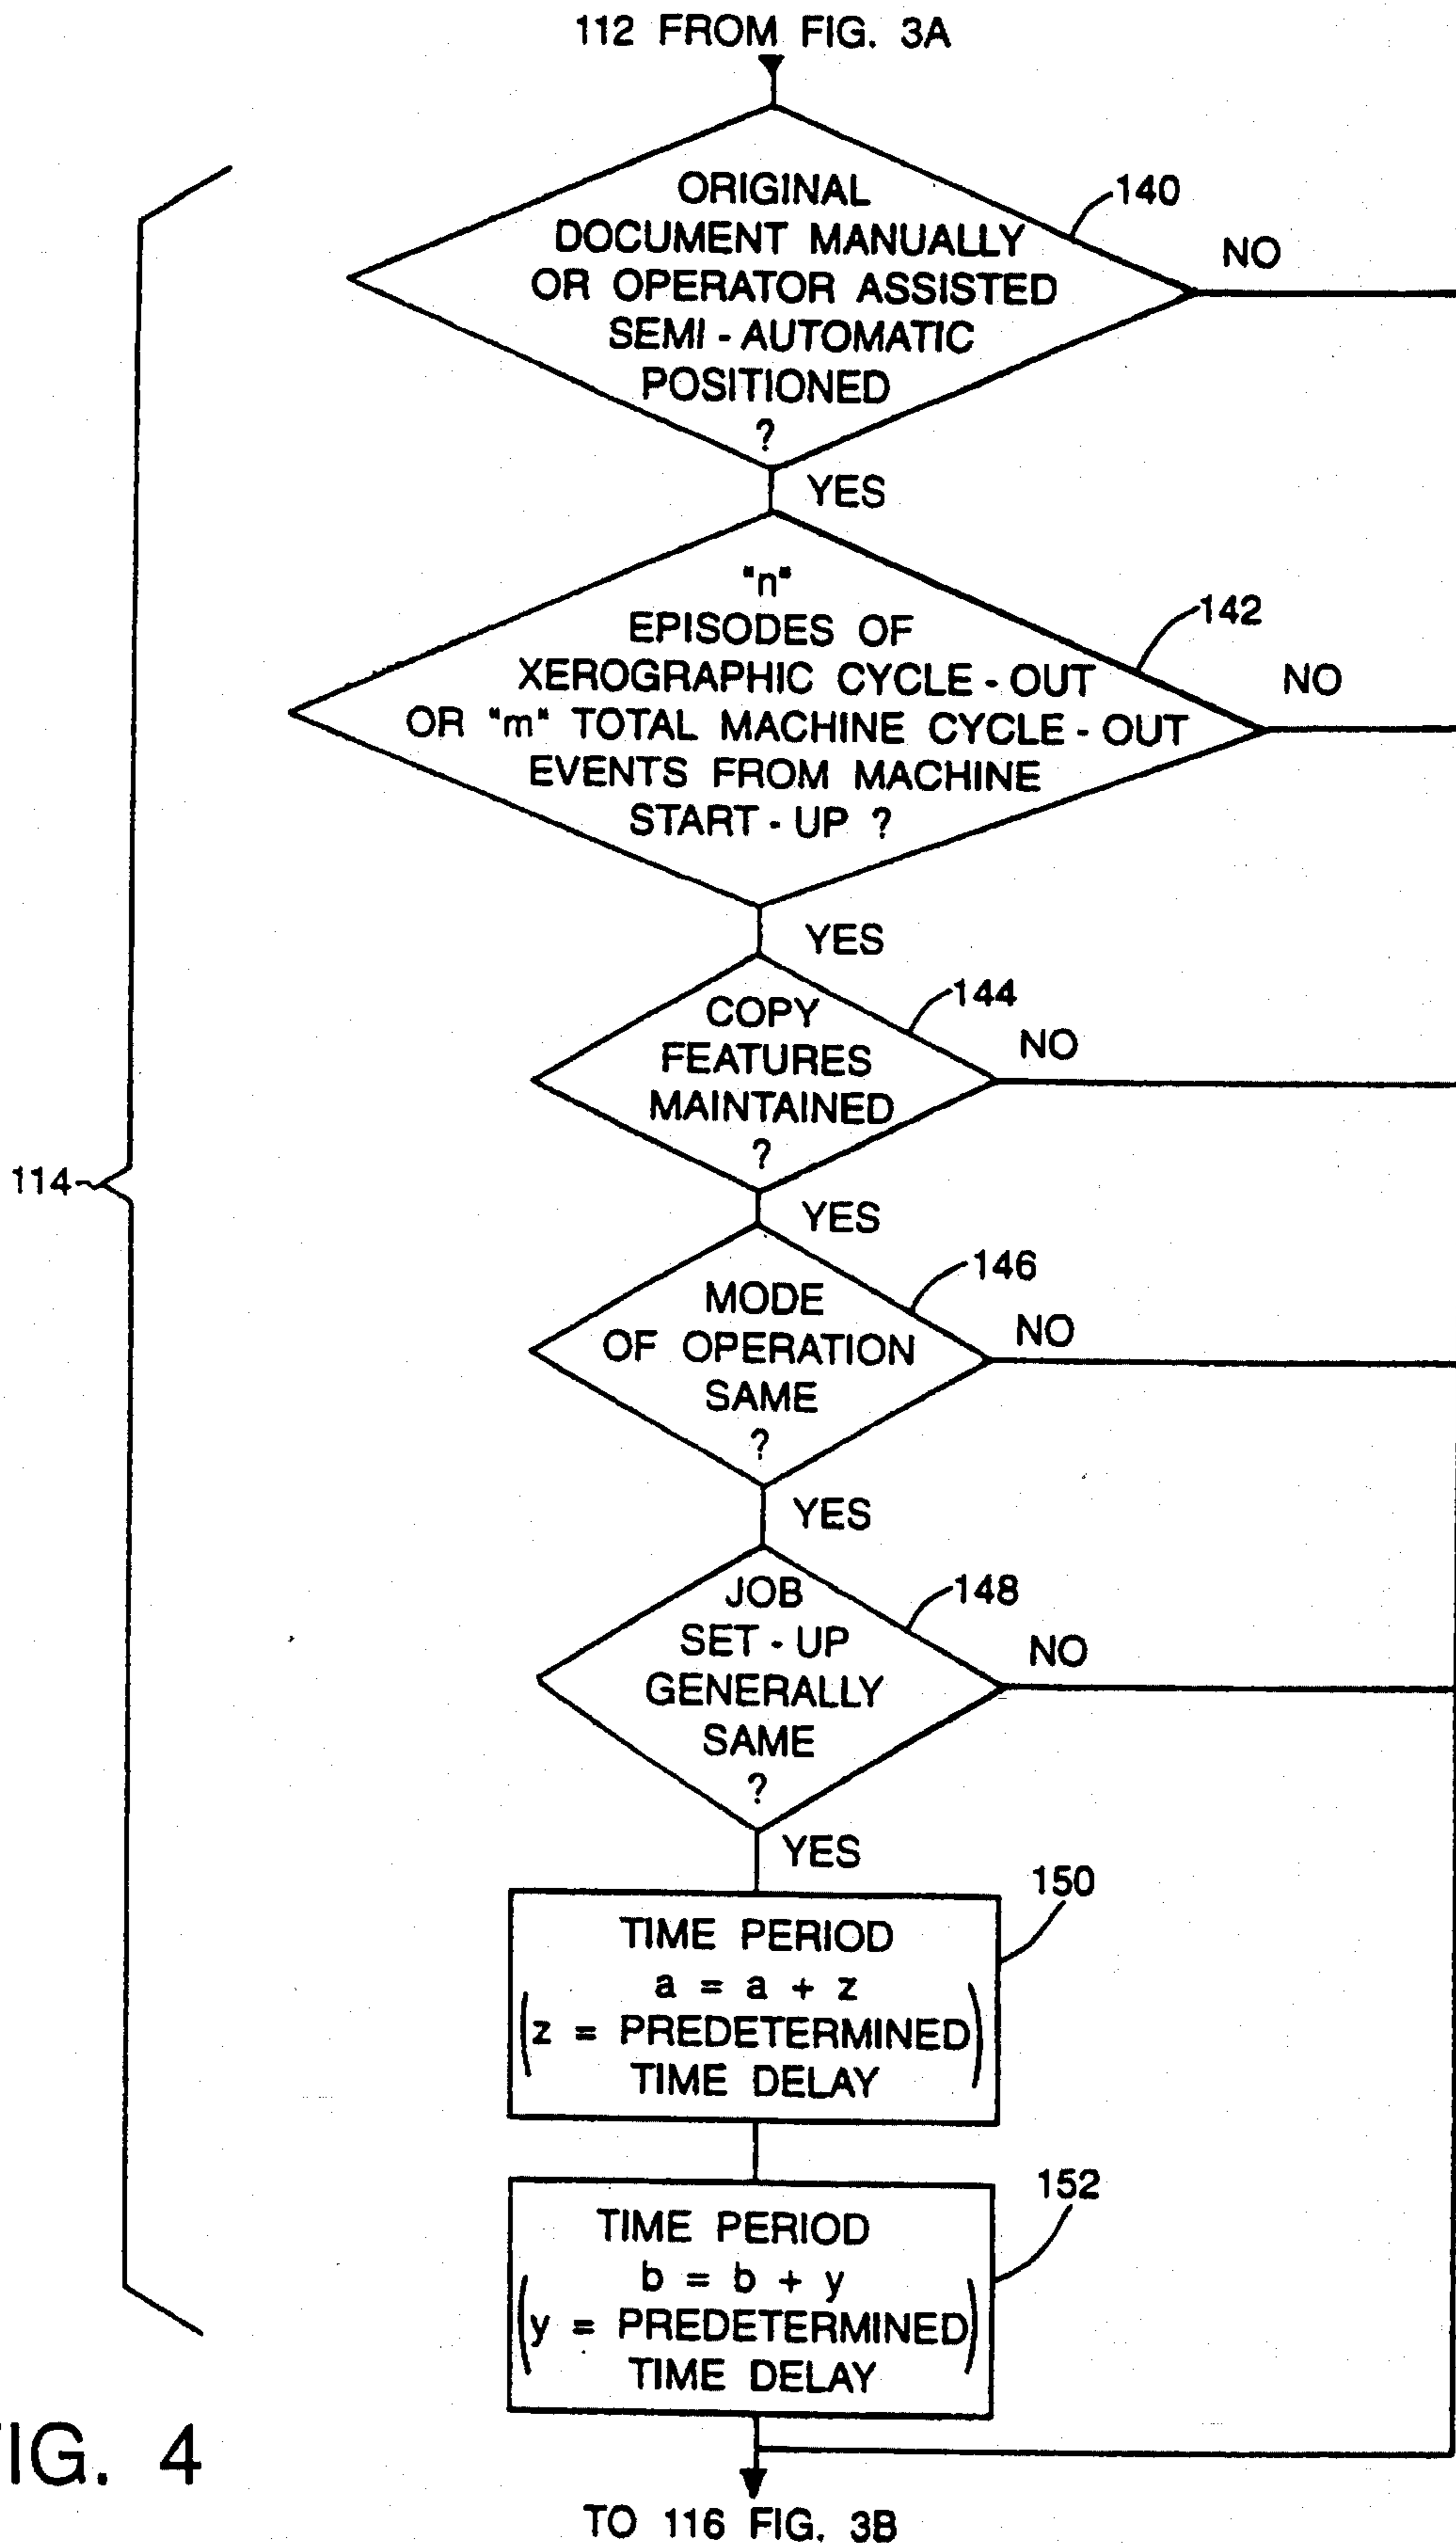 112 FROM FIG. 3A
ORIGINAL
DOCUMENT MANUALLY
OR OPERATOR ASSISTED
SEMI - AUTOMATIC
POSITIONED
?
140
NO
YES
"n"
EPISODES OF
XEROGRAPHIC CYCLE - OUT
OR "m" TOTAL MACHINE CYCLE - OUT
EVENTS FROM MACHINE
START - UP ?
142
NO
YES
COPY
FEATURES
MAINTAINED
?
144
NO
114
YES
MODE
OF OPERATION
SAME
?
146
NO
YES
JOB
SET - UP
GENERALLY
SAME
?
148
NO
YES
150
TIME PERIOD
a = a + z
(z = PREDETERMINED)
TIME DELAY
152
TIME PERIOD
b = b + y
(y = PREDETERMINED)
TIME DELAY
IG. 4
TO 116 FIG. 3B